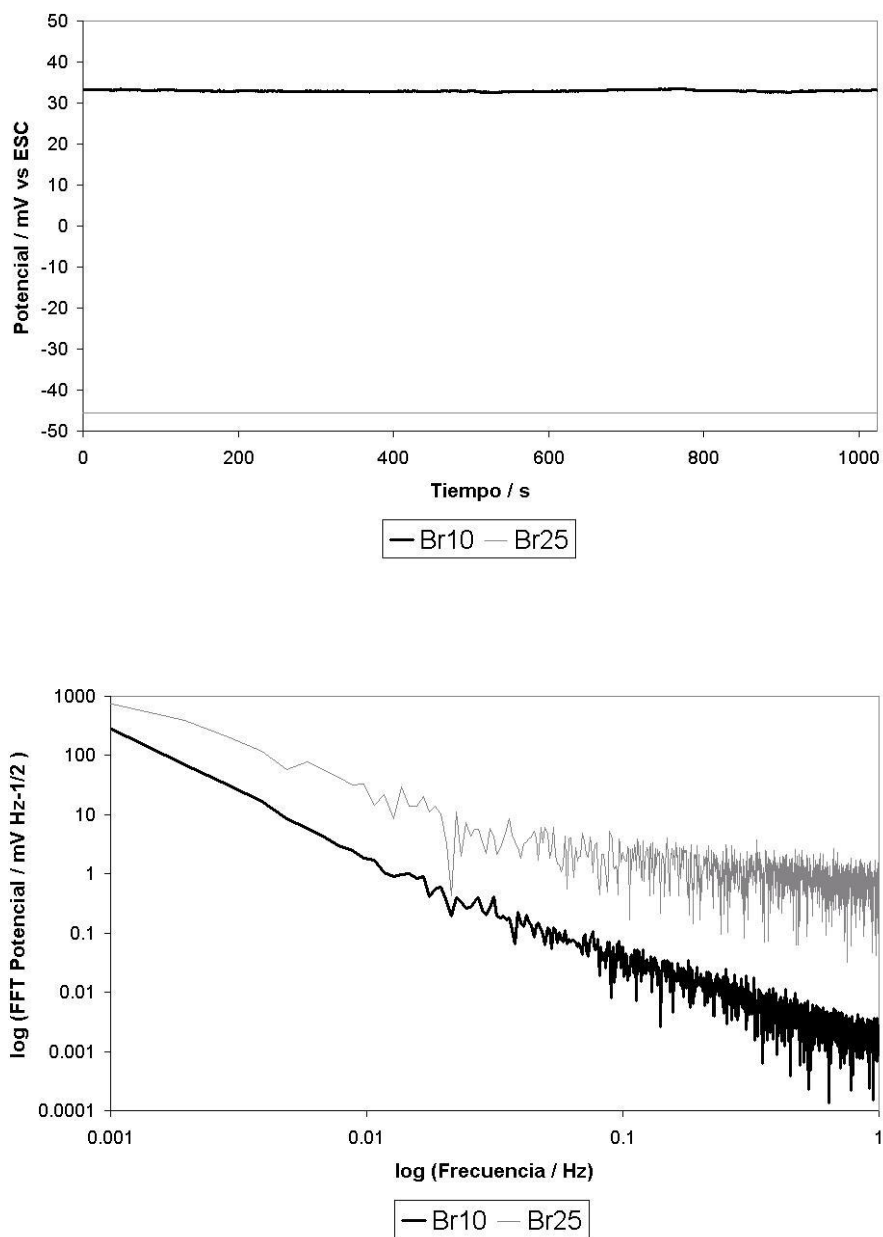 50
40
30
20
10
0
-10
-20
-30
-40
-50
Potencial / mV vs ESC
0 200 400 600 800 1000
Tiempo / s
Br10 Br25
1000
100
10
1
0.1
0.01
0.001
0.0001
log (FFT Potencial / mV Hz-1/2 )
0.001 0.01 0.1 1
log (Frecuencia / Hz)
Br10 Br25